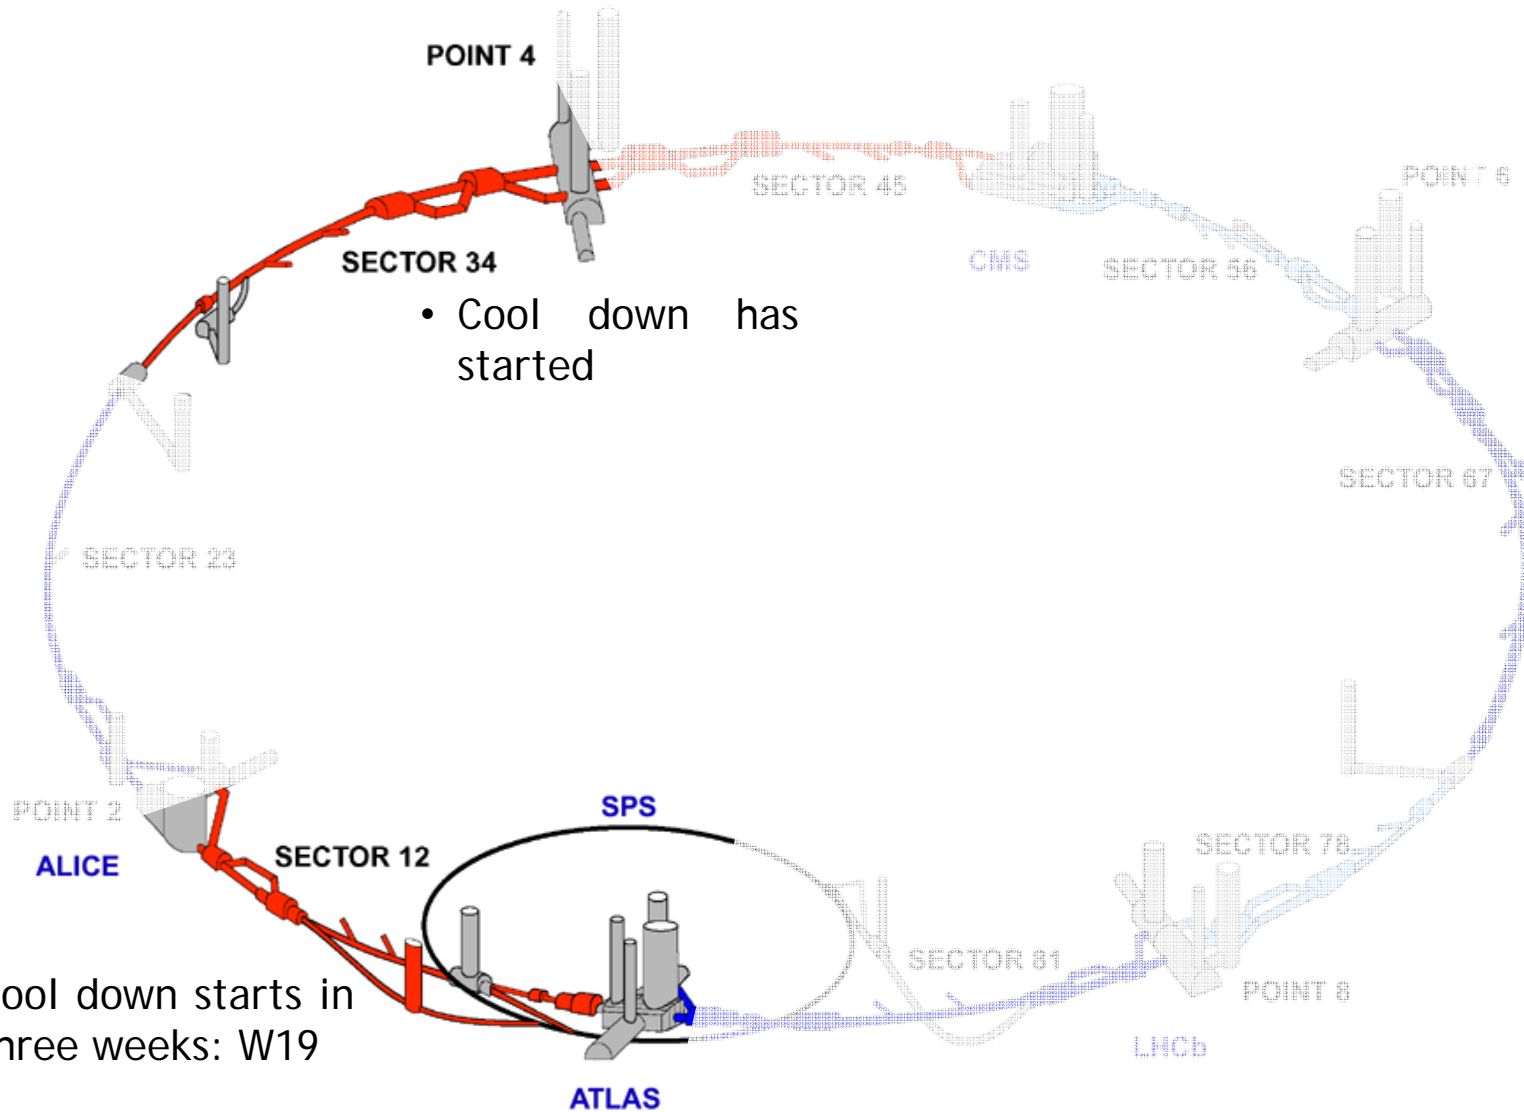 POINT 4
SECTOR 45
POINT 6
SECTOR 34
CMS
SECTOR 56
• Cool down has
started
SECTOR 67
SECTOR 23
POINT 2
SPS
ALICE
SECTOR 12
SECTOR 78
SECTOR 81
POINT 8
ool down starts in
hree weeks: W19
LHCb
ATLAS